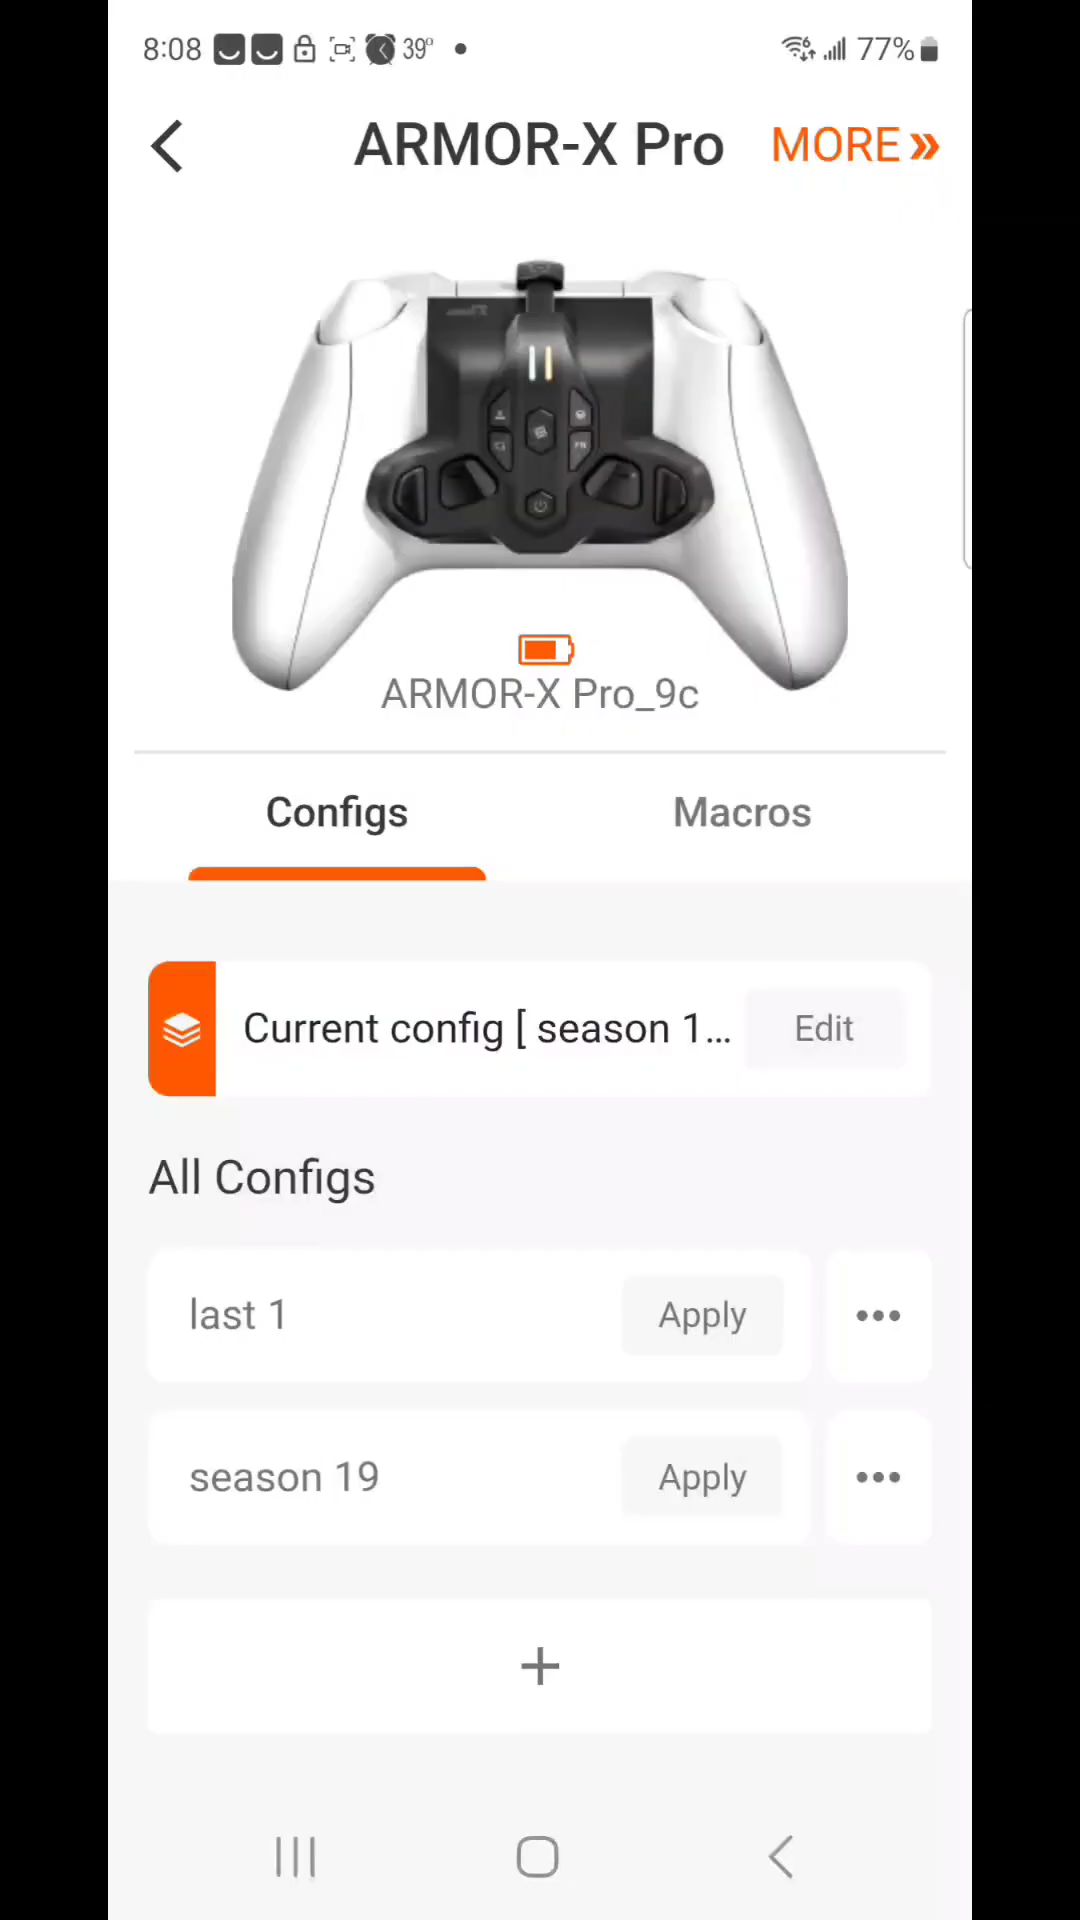 8:08 39° 77%
ARMOR-X Pro MORE
ARMOR-X Pro_9c
Configs Macros
Current config [ season 1... Edit
All Configs
last 1 Apply
season 19 Apply